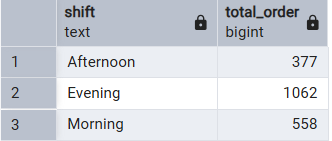 shift total_order
text bigint
1 Afternoon 377
2 Evening 1062
3 Morning 558